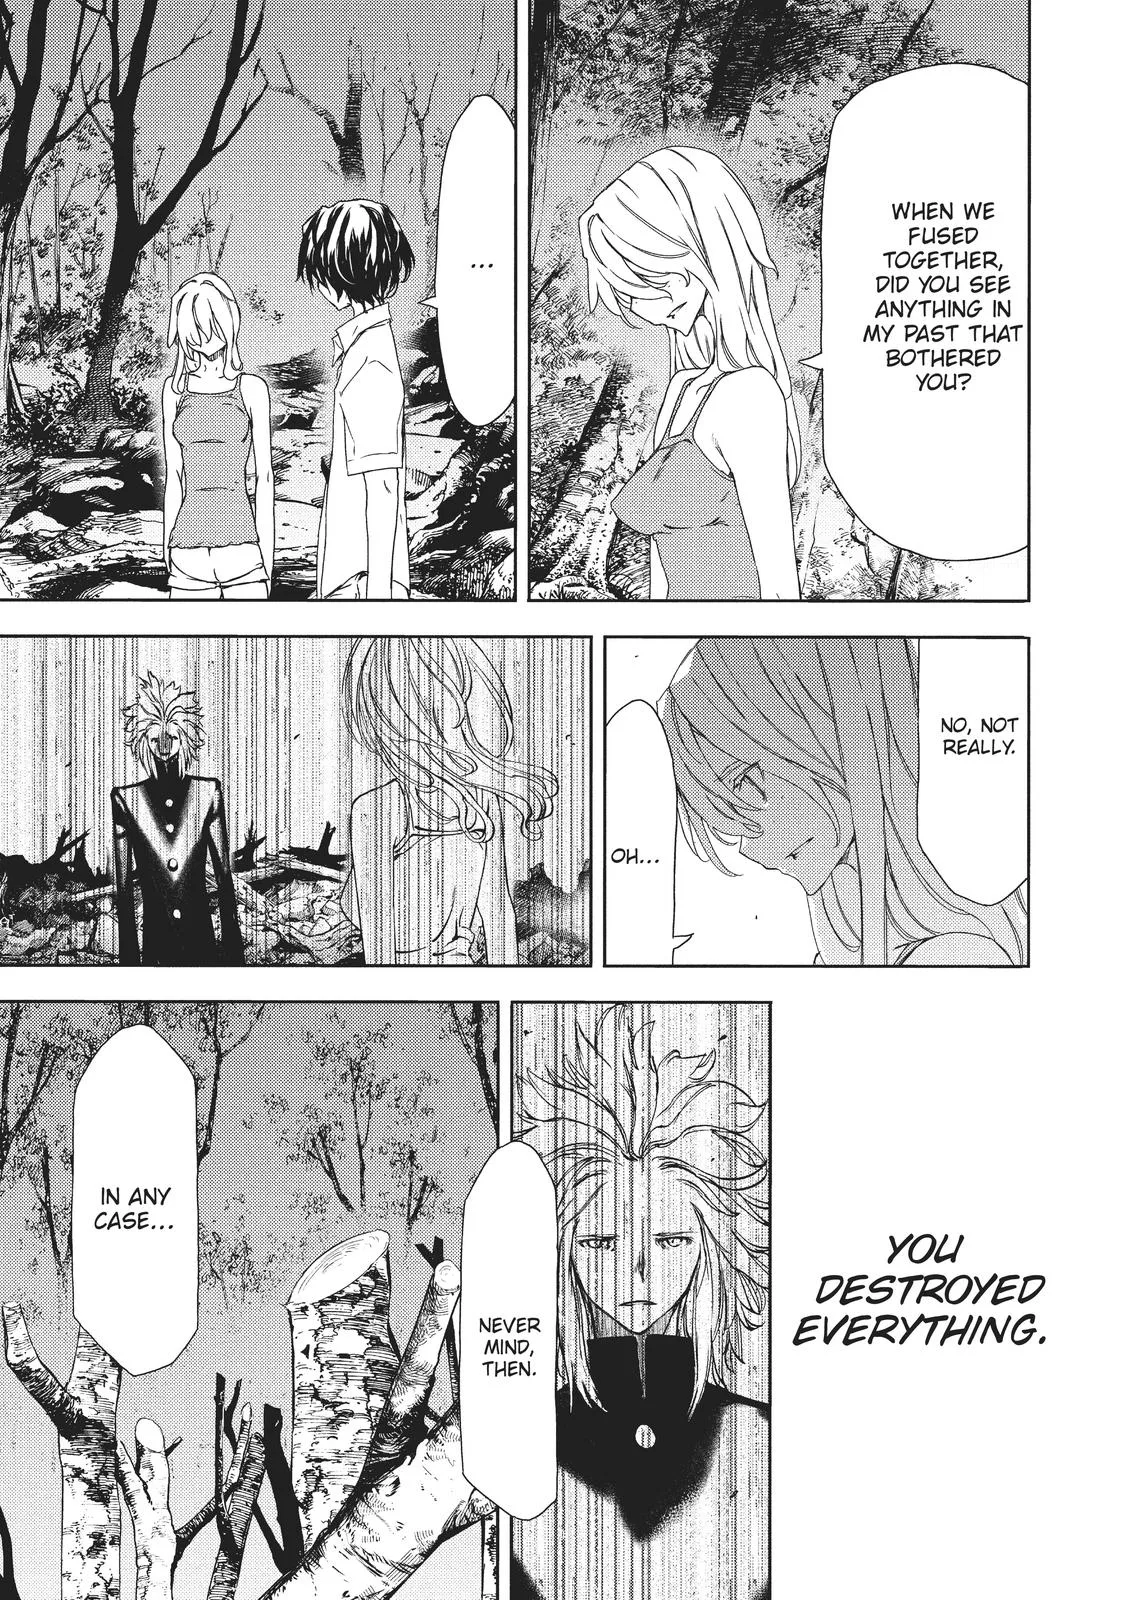 WHEN WE
FUSED
TOGETHER,
DID YOU SEE
ANYTHING IN
MY PAST THAT
BOTHERED
YOU?
...
NO, NOT
REALLY.
OH...
YOU
DESTROYED
EVERYTHING.
NEVER
MIND,
THEN.
IN ANY
CASE...